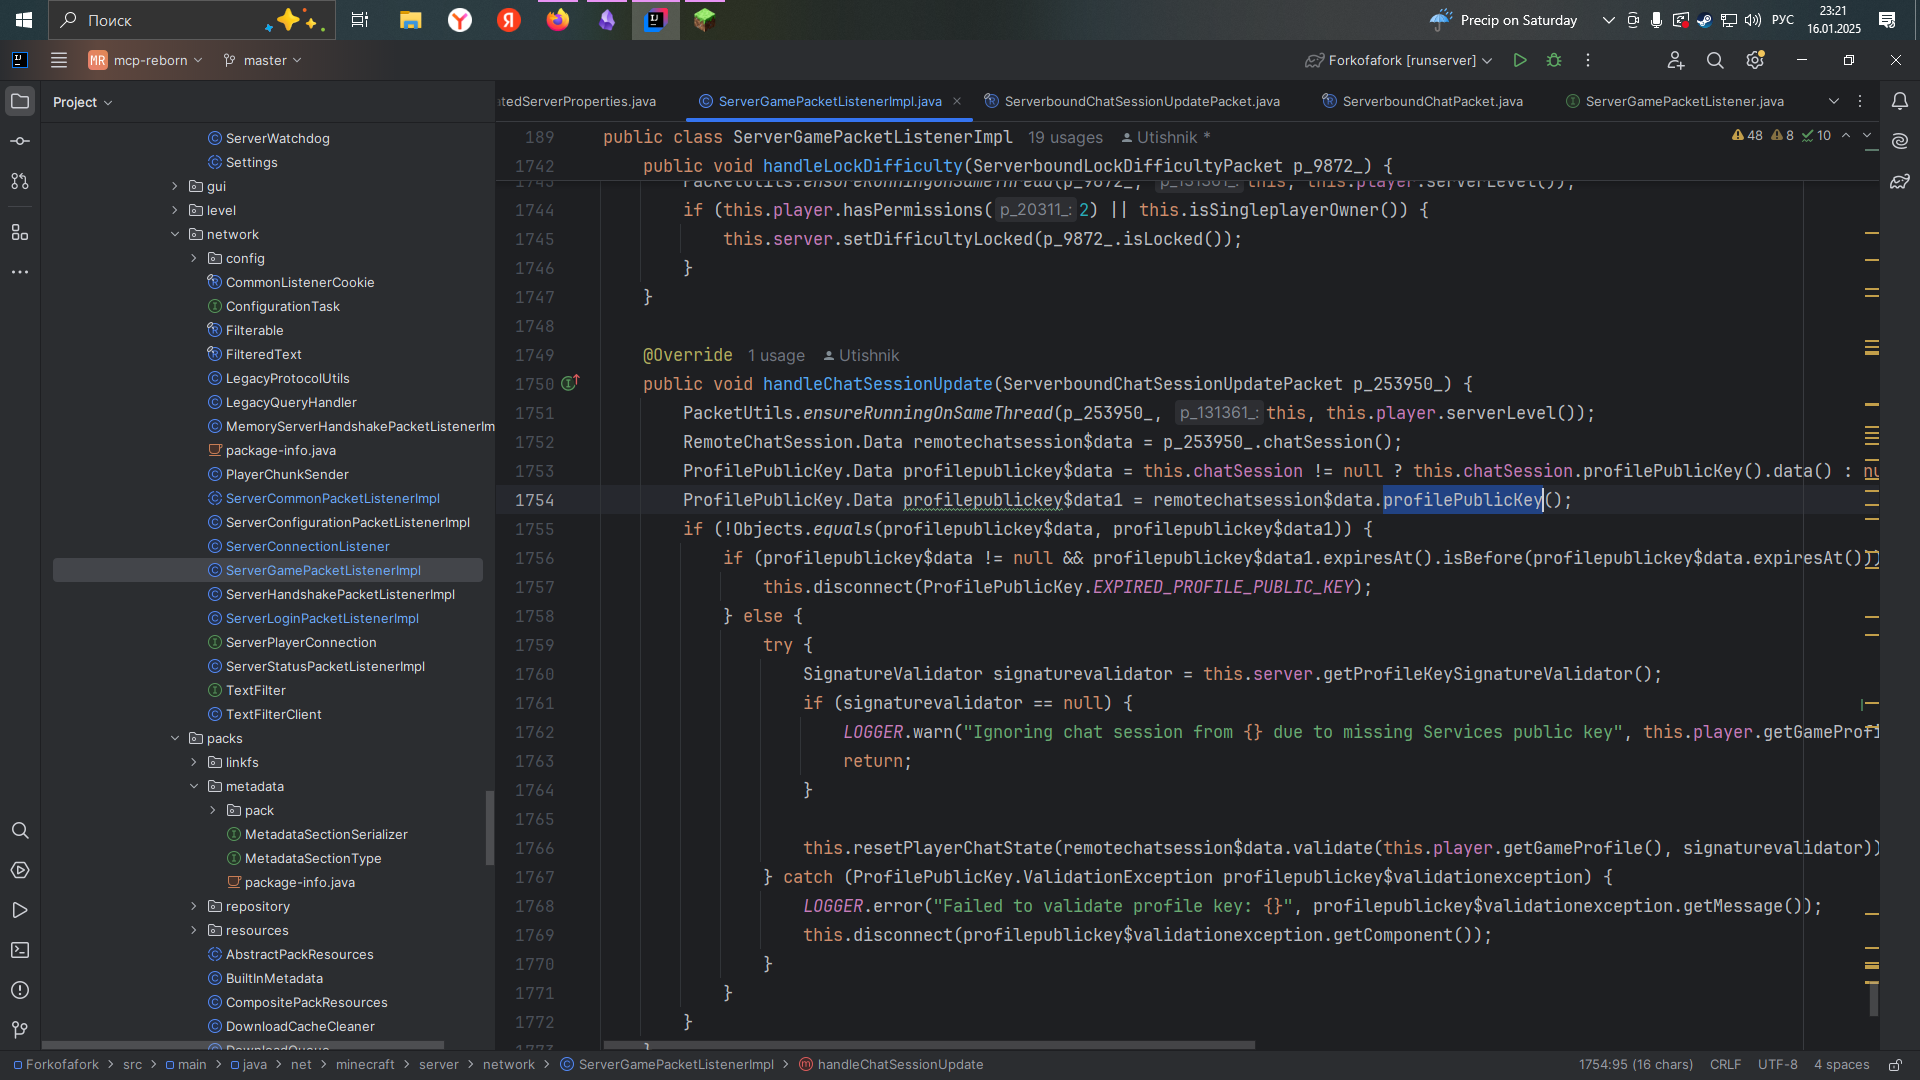 Поиск
Precip on Saturday
РУС
23:21
16.01.2025
MR mcp-reborn
master
Forkofafork [runserver]
Project
atedServerProperties.java
ServerGamePacketListenerImpl.java
ServerboundChatSessionUpdatePacket.java
ServerboundChatPacket.java
ServerGamePacketListener.java
ServerWatchdog
Settings
gui
level
network
config
CommonListenerCookie
ConfigurationTask
Filterable
FilteredText
LegacyProtocolUtils
LegacyQueryHandler
MemoryServerHandshakePacketListenerIm
package-info.java
PlayerChunkSender
ServerCommonPacketListenerImpl
ServerConfigurationPacketListenerImpl
ServerConnectionListener
ServerGamePacketListenerImpl
ServerHandshakePacketListenerImpl
ServerLoginPacketListenerImpl
ServerPlayerConnection
ServerStatusPacketListenerImpl
TextFilter
TextFilterClient
packs
linkfs
metadata
pack
MetadataSectionSerializer
MetadataSectionType
package-info.java
repository
resources
AbstractPackResources
BuiltInMetadata
CompositePackResources
DownloadCacheCleaner
DownloadQueue
48 8 10
189 public class ServerGamePacketListenerImpl 19 usages Utishnik *
1742 public void handleLockDifficulty(ServerboundLockDifficultyPacket p_9872_) {
1743 PacketUtils.ensureRunningOnSameThread(p_9872_, p_131361_: this, this.player.serverLevel());
1744 if (this.player.hasPermissions( p_20311_: 2) || this.isSingleplayerOwner()) {
1745 this.server.setDifficultyLocked(p_9872_.isLocked());
1746 }
1747 }
1748
1749 @Override 1 usage Utishnik
1750 public void handleChatSessionUpdate(ServerboundChatSessionUpdatePacket p_253950_) {
1751 PacketUtils.ensureRunningOnSameThread(p_253950_, p_131361_: this, this.player.serverLevel());
1752 RemoteChatSession.Data remotechatsession$data = p_253950_.chatSession();
1753 ProfilePublicKey.Data profilepublickey$data = this.chatSession != null ? this.chatSession.profilePublicKey().data() : nu
1754 ProfilePublicKey.Data profilepublickey$data1 = remotechatsession$data.profilePublicKey();
1755 if (!Objects.equals(profilepublickey$data, profilepublickey$data1)) {
1756 if (profilepublickey$data != null && profilepublickey$data1.expiresAt().isBefore(profilepublickey$data.expiresAt()))
1757 this.disconnect(ProfilePublicKey.EXPIRED_PROFILE_PUBLIC_KEY);
1758 } else {
1759 try {
1760 SignatureValidator signaturevalidator = this.server.getProfileKeySignatureValidator();
1761 if (signaturevalidator == null) {
1762 LOGGER.warn("Ignoring chat session from {} due to missing Services public key", this.player.getGameProfi
1763 return;
1764 }
1765
1766 this.resetPlayerChatState(remotechatsession$data.validate(this.player.getGameProfile(), signaturevalidator))
1767 } catch (ProfilePublicKey.ValidationException profilepublickey$validationexception) {
1768 LOGGER.error("Failed to validate profile key: {}", profilepublickey$validationexception.getMessage());
1769 this.disconnect(profilepublickey$validationexception.getComponent());
1770 }
1771 }
1772 }
1773 }
Forkofafork > src > main > java > net > minecraft > server > network > ServerGamePacketListenerImpl > handleChatSessionUpdate
1754:95 (16 chars) CRLF UTF-8 4 spaces